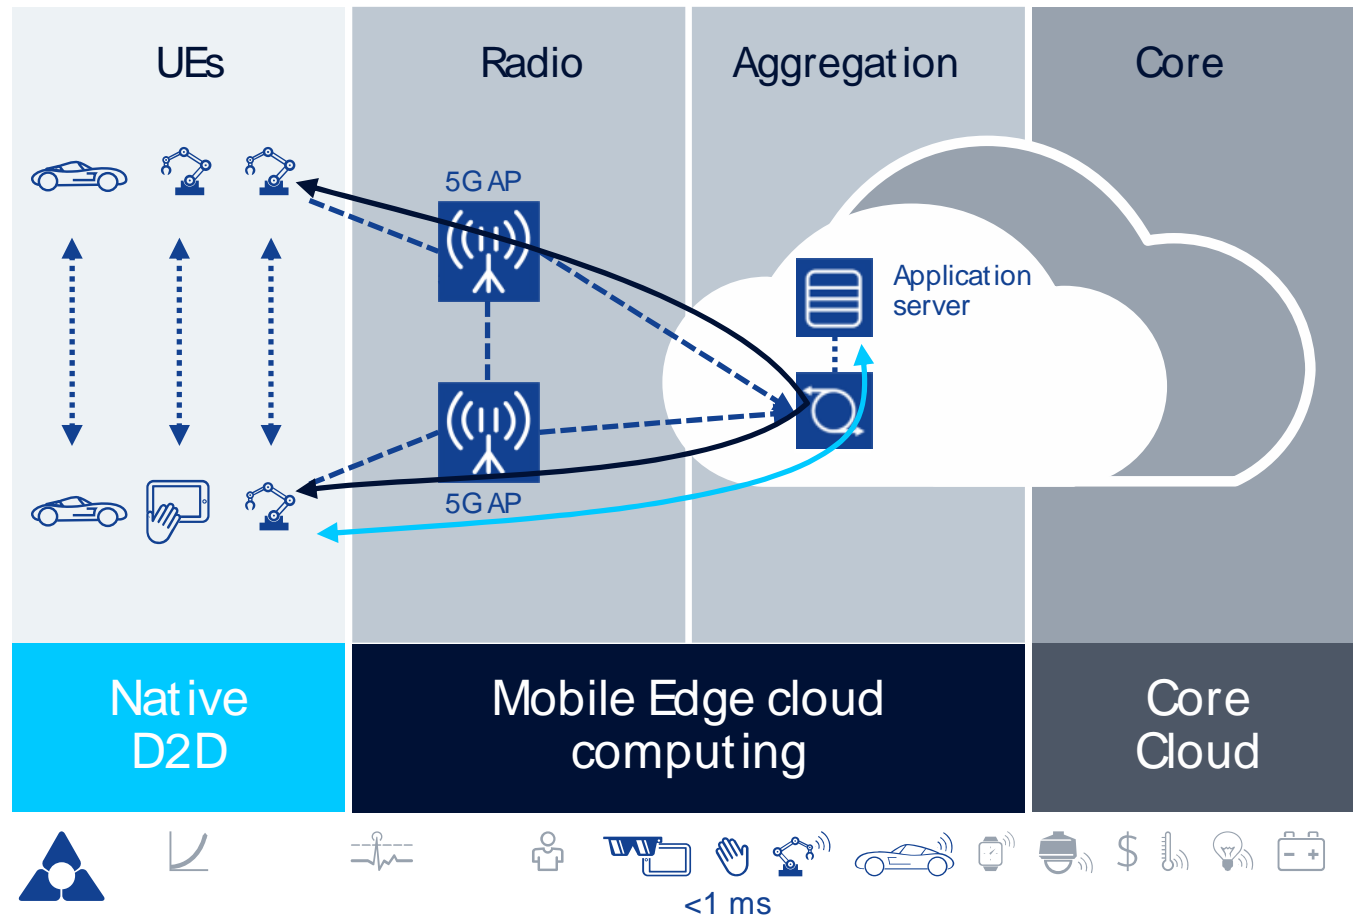 UEs
Radio
Aggregation
Core
5G AP
Application
server
5G AP
Native
D2D
Mobile Edge cloud
computing
Core
Cloud
$
<1 ms